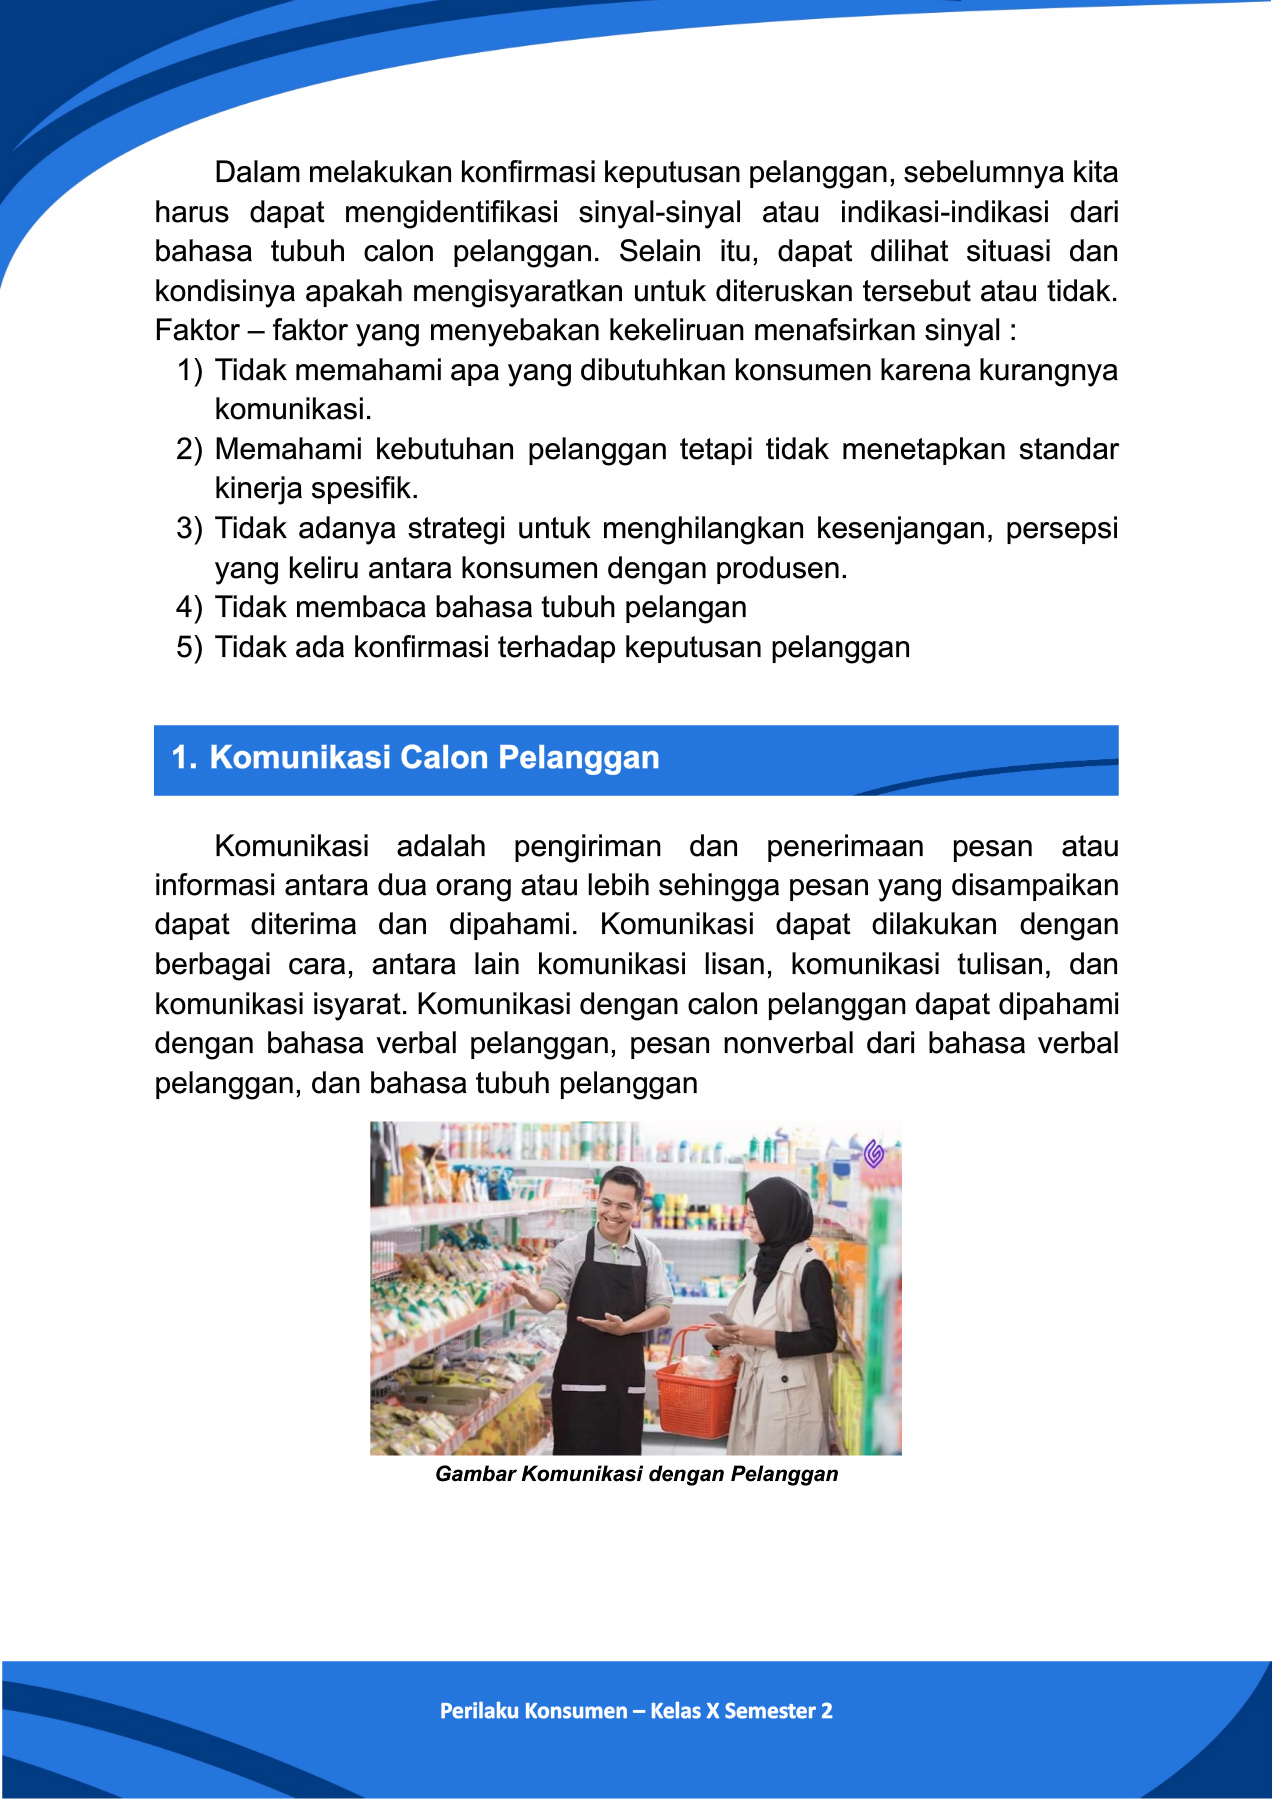 Dalam melakukan konfirmasi keputusan pelanggan, sebelumnya kita
harus dapat mengidentifikasi sinyal-sinyal atau indikasi-indikasi dari
bahasa tubuh calon pelanggan. Selain itu, dapat dilihat situasi dan
kondisinya apakah mengisyaratkan untuk diteruskan tersebut atau tidak.
Faktor – faktor yang menyebakan kekeliruan menafsirkan sinyal :
1) Tidak memahami apa yang dibutuhkan konsumen karena kurangnya
komunikasi.
2) Memahami kebutuhan pelanggan tetapi tidak menetapkan standar
kinerja spesifik.
3) Tidak adanya strategi untuk menghilangkan kesenjangan, persepsi
yang keliru antara konsumen dengan produsen.
4) Tidak membaca bahasa tubuh pelangan
5) Tidak ada konfirmasi terhadap keputusan pelanggan
1. Komunikasi Calon Pelanggan
Komunikasi adalah pengiriman dan penerimaan pesan atau
informasi antara dua orang atau lebih sehingga pesan yang disampaikan
dapat diterima dan dipahami. Komunikasi dapat dilakukan dengan
berbagai cara, antara lain komunikasi lisan, komunikasi tulisan, dan
komunikasi isyarat. Komunikasi dengan calon pelanggan dapat dipahami
dengan bahasa verbal pelanggan, pesan nonverbal dari bahasa verbal
pelanggan, dan bahasa tubuh pelanggan
Gambar Komunikasi dengan Pelanggan
Perilaku Konsumen – Kelas X Semester 2